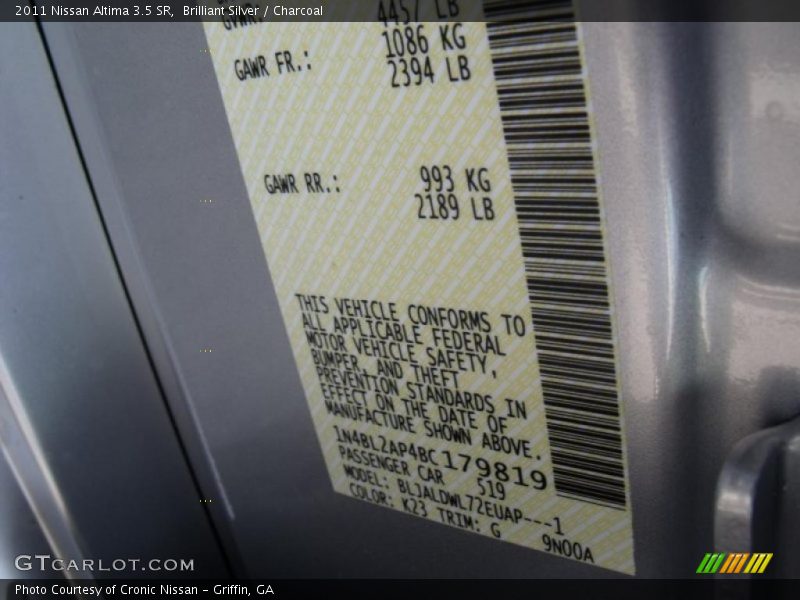 2011 Nissan Altima 3.5 SR, Brilliant Silver / Charcoal
GVWR: 4457 LB
GAWR FR.: 1086 KG
2394 LB
GAWR RR.: 993 KG
2189 LB
THIS VEHICLE CONFORMS TO
ALL APPLICABLE FEDERAL
MOTOR VEHICLE SAFETY,
BUMPER, AND THEFT
PREVENTION STANDARDS IN
EFFECT ON THE DATE OF
MANUFACTURE SHOWN ABOVE.
1N4BL2AP4BC179819
PASSENGER CAR 519
MODEL: BLJALDWL72EUAP---1
COLOR: K23 TRIM: G 9N00A
GTCARLOT.COM
Photo Courtesy of Cronic Nissan - Griffin, GA